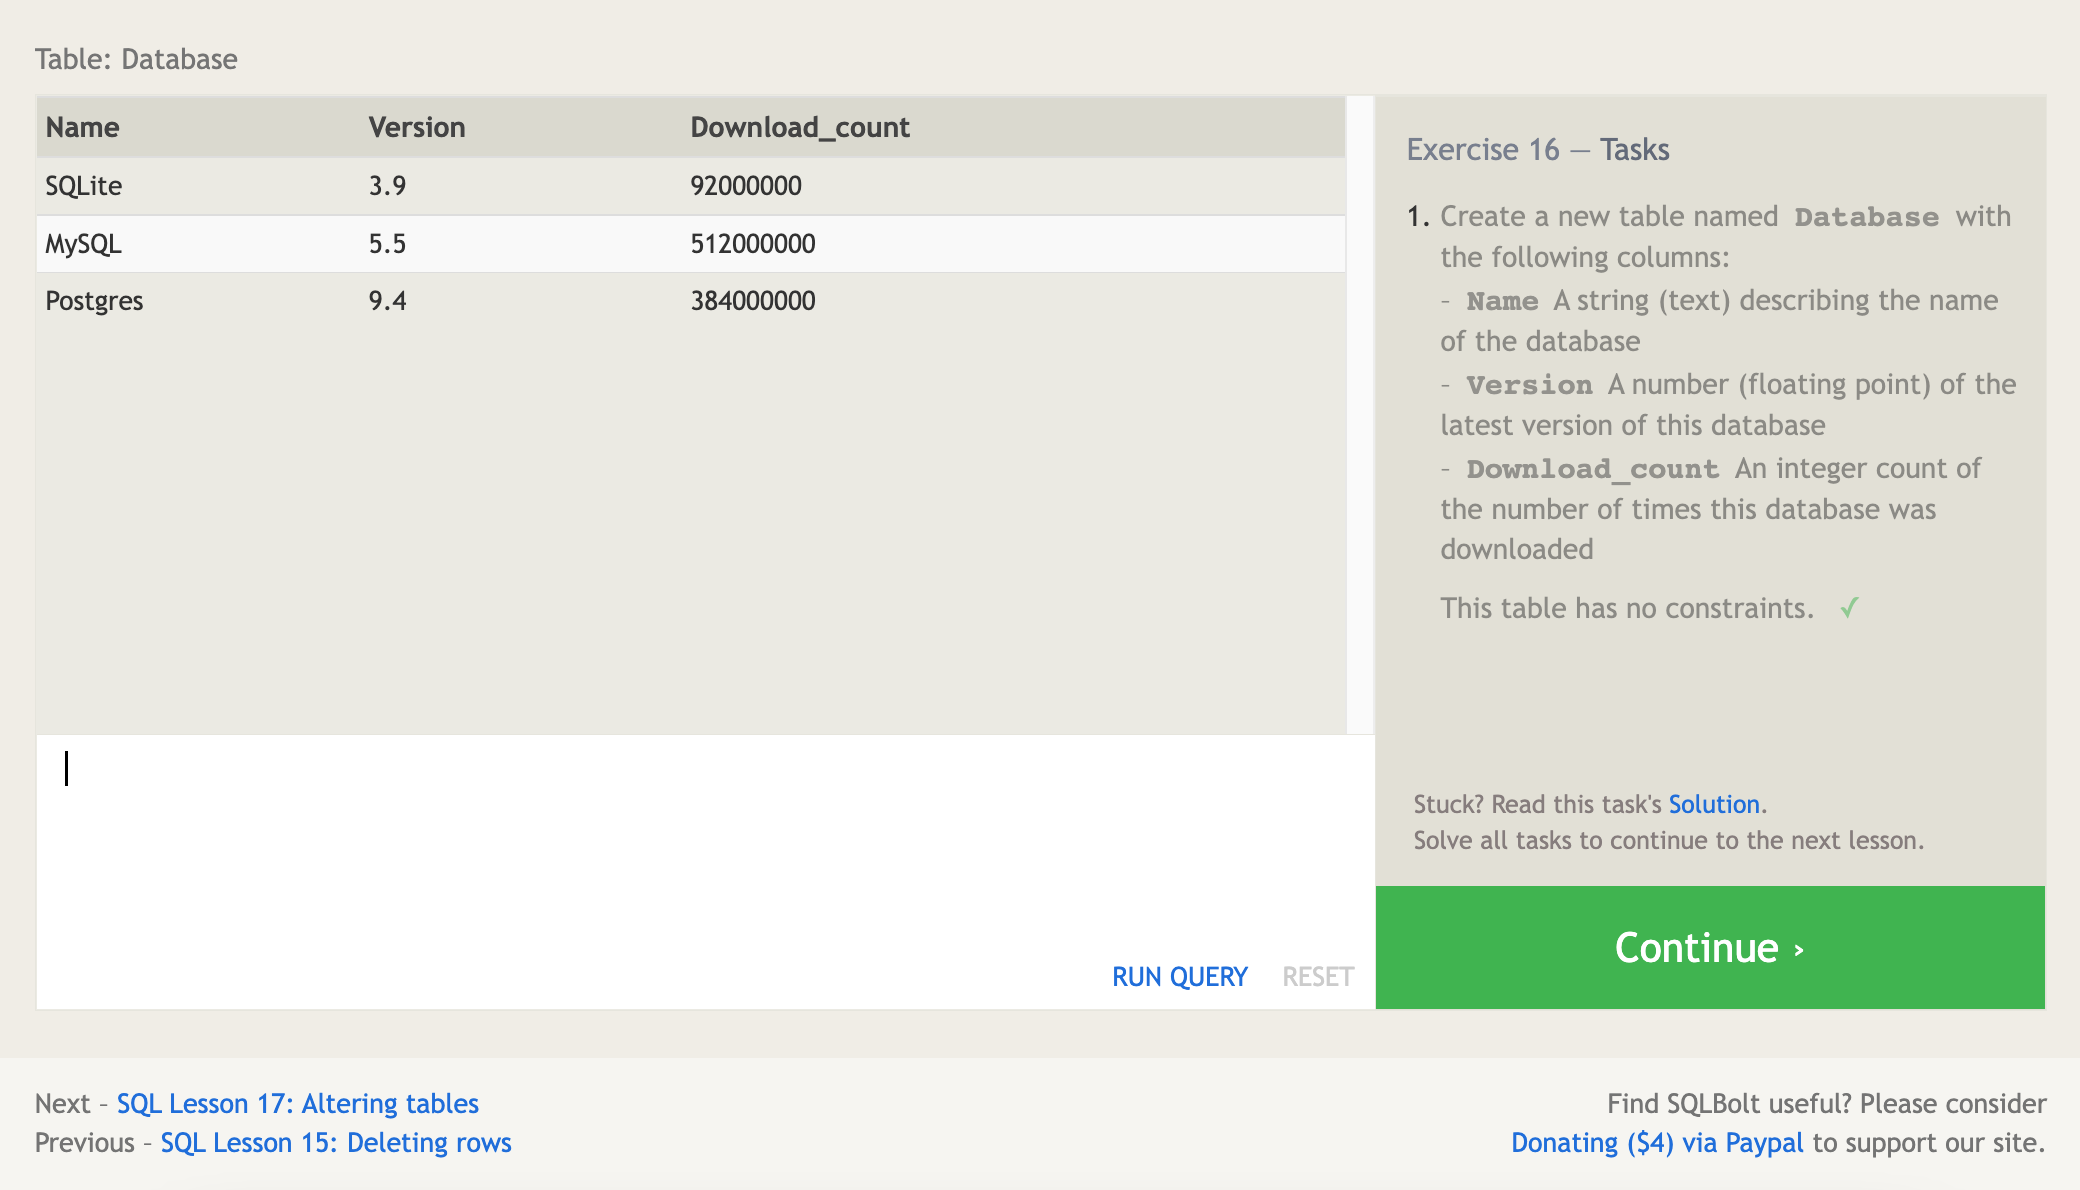 Table: Database
Name Version Download_count
SQLite 3.9 92000000
MySQL 5.5 512000000
Postgres 9.4 384000000
RUN QUERY RESET
Exercise 16 — Tasks
1. Create a new table named Database with
the following columns:
- Name A string (text) describing the name
of the database
- Version A number (floating point) of the
latest version of this database
- Download_count An integer count of
the number of times this database was
downloaded
This table has no constraints. ✓
Stuck? Read this task's Solution.
Solve all tasks to continue to the next lesson.
Continue ›
Next – SQL Lesson 17: Altering tables
Previous – SQL Lesson 15: Deleting rows
Find SQLBolt useful? Please consider
Donating ($4) via Paypal to support our site.